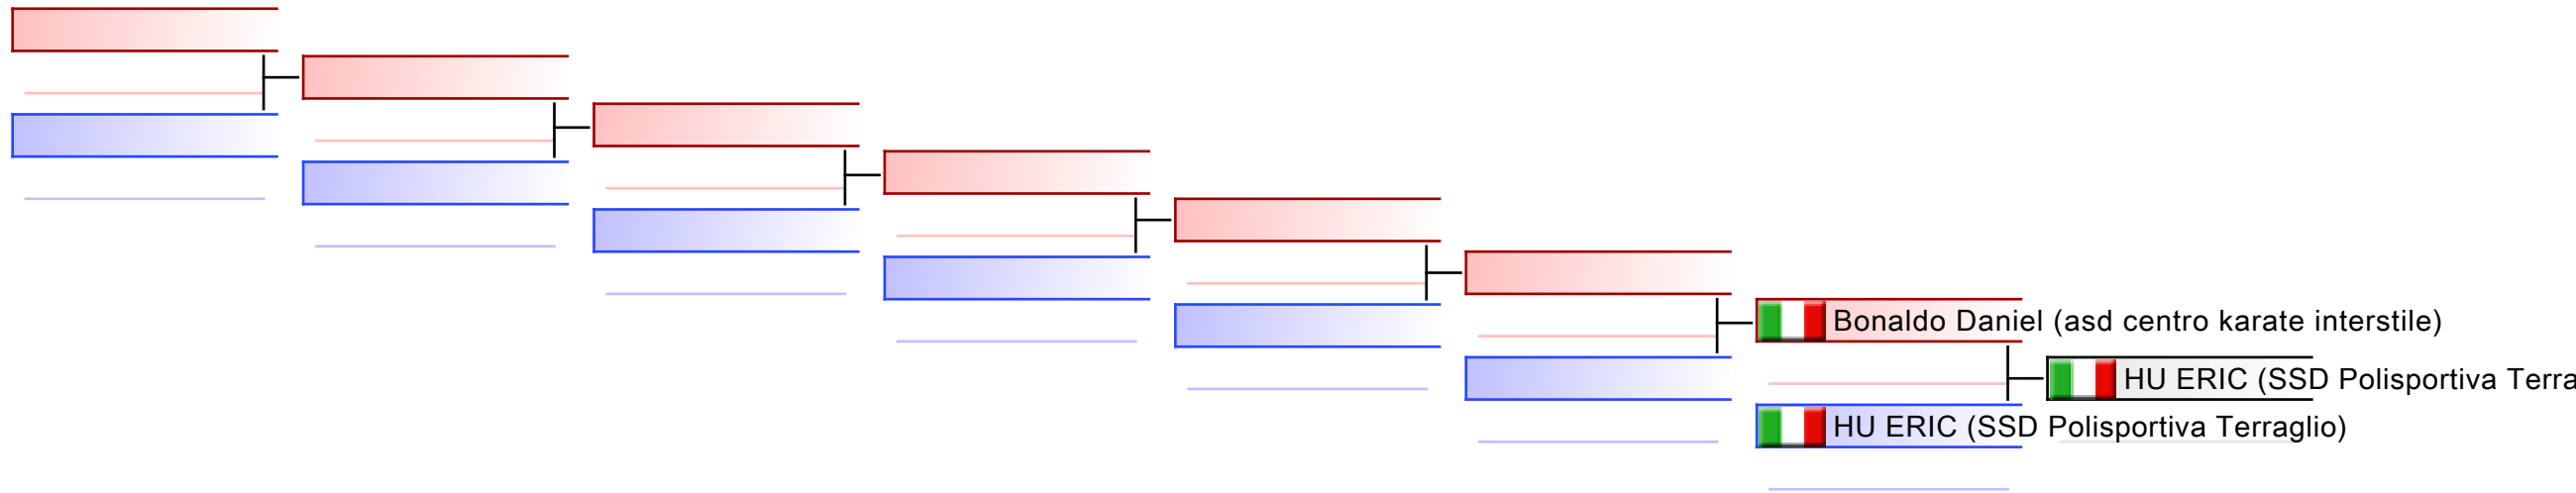 Bonaldo Daniel (asd centro karate interstile)
HU ERIC (SSD Polisportiva Terra
HU ERIC (SSD Polisportiva Terraglio)